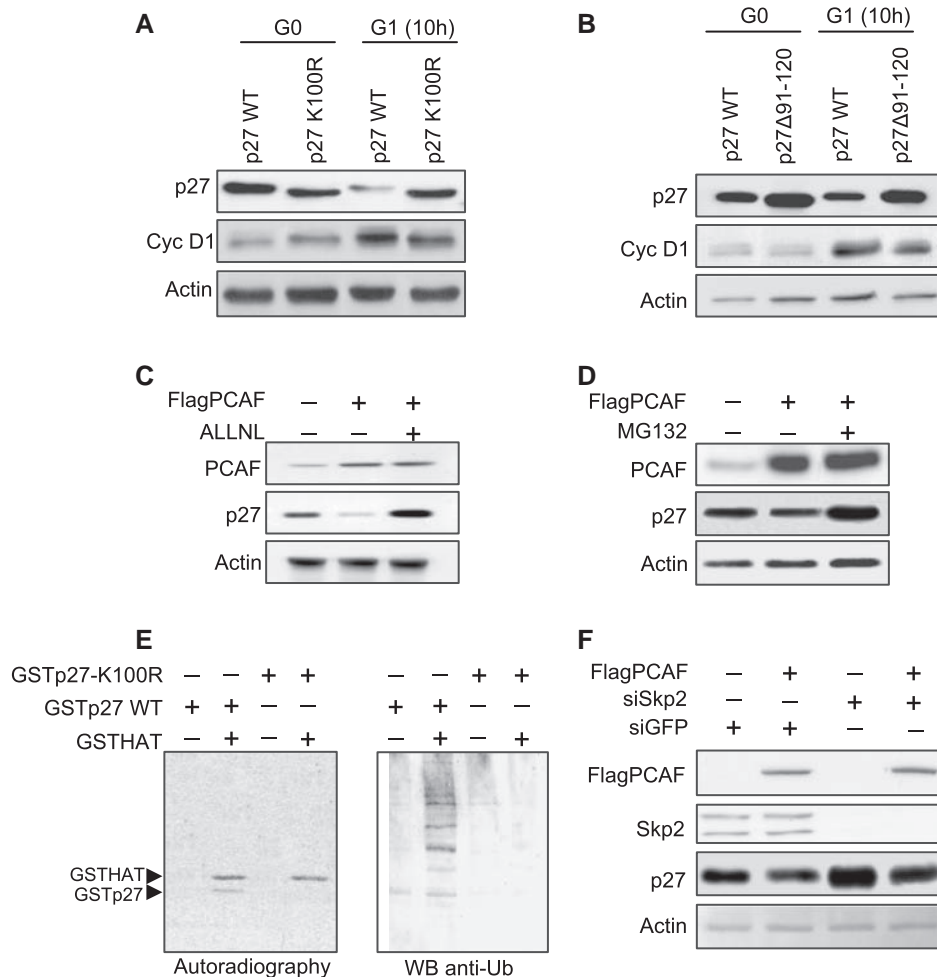 A
G0 G1 (10h)
p27 WT p27 K100R p27 WT p27 K100R
p27
Cyc D1
Actin
B
G0 G1 (10h)
p27 WT p27Δ91-120 p27 WT p27Δ91-120
p27
Cyc D1
Actin
C
FlagPCAF − + +
ALLNL − − +
PCAF
p27
Actin
D
FlagPCAF − + +
MG132 − − +
PCAF
p27
Actin
E
GSTp27-K100R − − + + − − + +
GSTp27 WT + + − − + + − −
GSTHAT − + − + − + − +
GSTHAT
GSTp27
Autoradiography WB anti-Ub
F
FlagPCAF − + − +
siSkp2 − − + +
siGFP + + − −
FlagPCAF
Skp2
p27
Actin